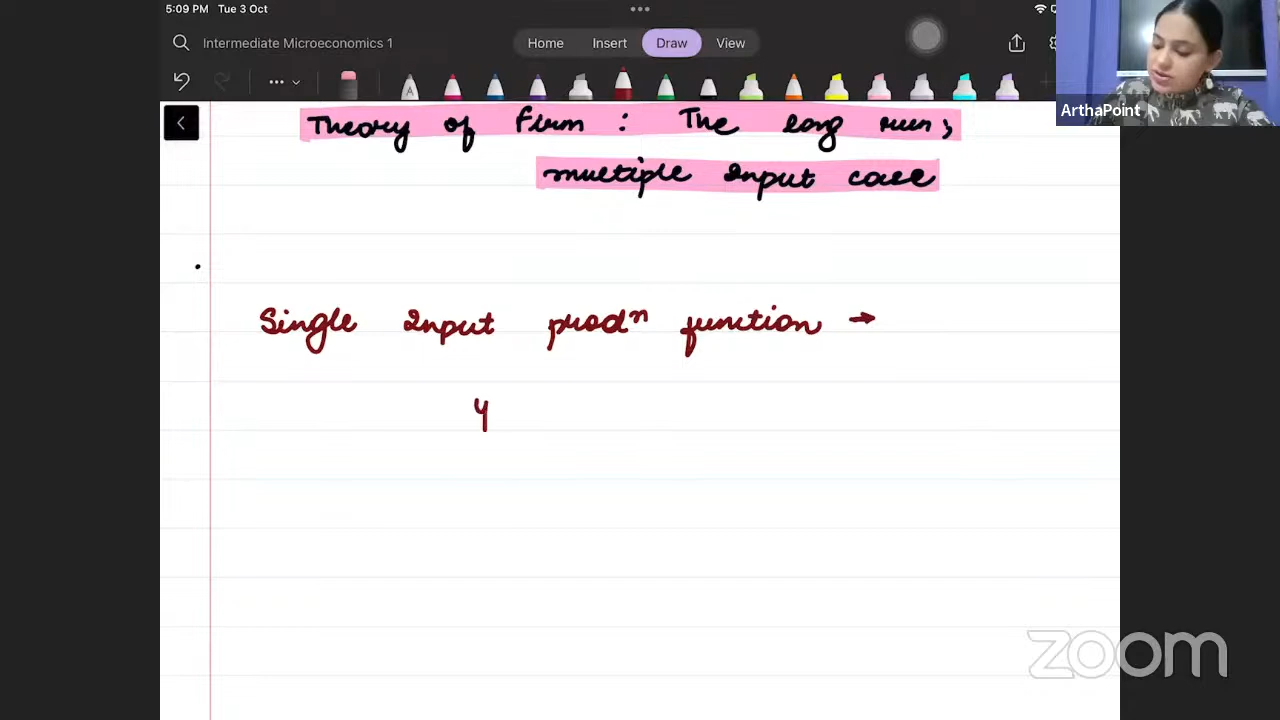 5:09 PM Tue 3 Oct
Intermediate Microeconomics 1
Home Insert Draw View
ArthaPoint
Theory of Firm : The long run,
multiple Input case
Single Input prodⁿ function →
y
zoom